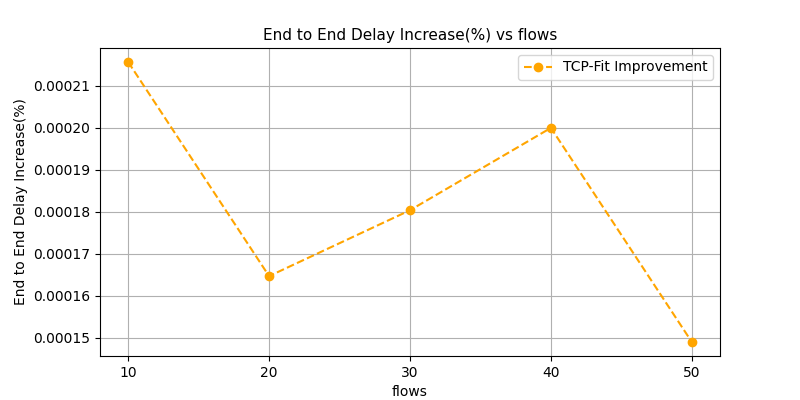 End to End Delay Increase(%) vs flows
TCP-Fit Improvement
End to End Delay Increase(%)
0.00021
0.00020
0.00019
0.00018
0.00017
0.00016
0.00015
10 20 30 40 50
flows